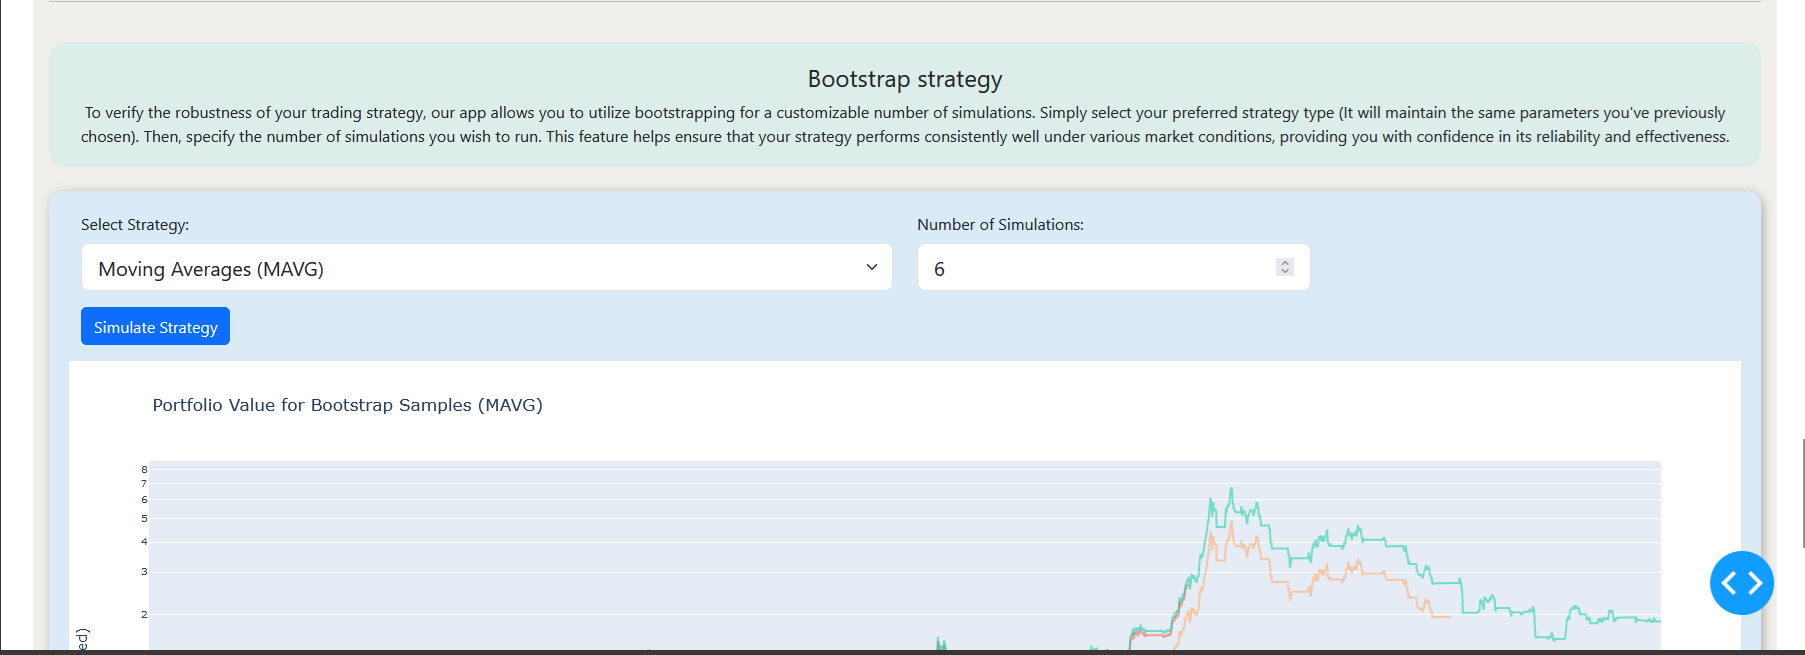 Bootstrap strategy
To verify the robustness of your trading strategy, our app allows you to utilize bootstrapping for a customizable number of simulations. Simply select your preferred strategy type (It will maintain the same parameters you've previously
chosen). Then, specify the number of simulations you wish to run. This feature helps ensure that your strategy performs consistently well under various market conditions, providing you with confidence in its reliability and effectiveness.
Select Strategy:
Number of Simulations:
Moving Averages (MAVG)
6
Simulate Strategy
Portfolio Value for Bootstrap Samples (MAVG)
8
7
6
5
4
3
2
ed)